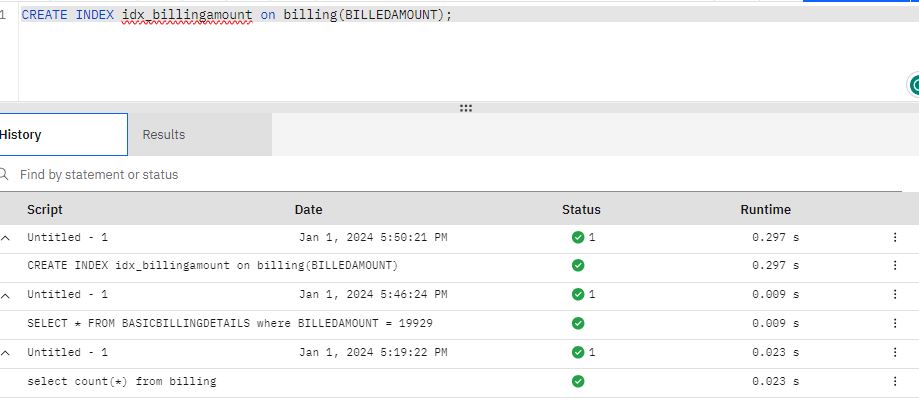 1 CREATE INDEX idx_billingamount on billing(BILLEDAMOUNT);
History Results
Find by statement or status
Script Date Status Runtime
Untitled - 1 Jan 1, 2024 5:50:21 PM 1 0.297 s
CREATE INDEX idx_billingamount on billing(BILLEDAMOUNT) 0.297 s
Untitled - 1 Jan 1, 2024 5:46:24 PM 1 0.009 s
SELECT * FROM BASICBILLINGDETAILS where BILLEDAMOUNT = 19929 0.009 s
Untitled - 1 Jan 1, 2024 5:19:22 PM 1 0.023 s
select count(*) from billing 0.023 s